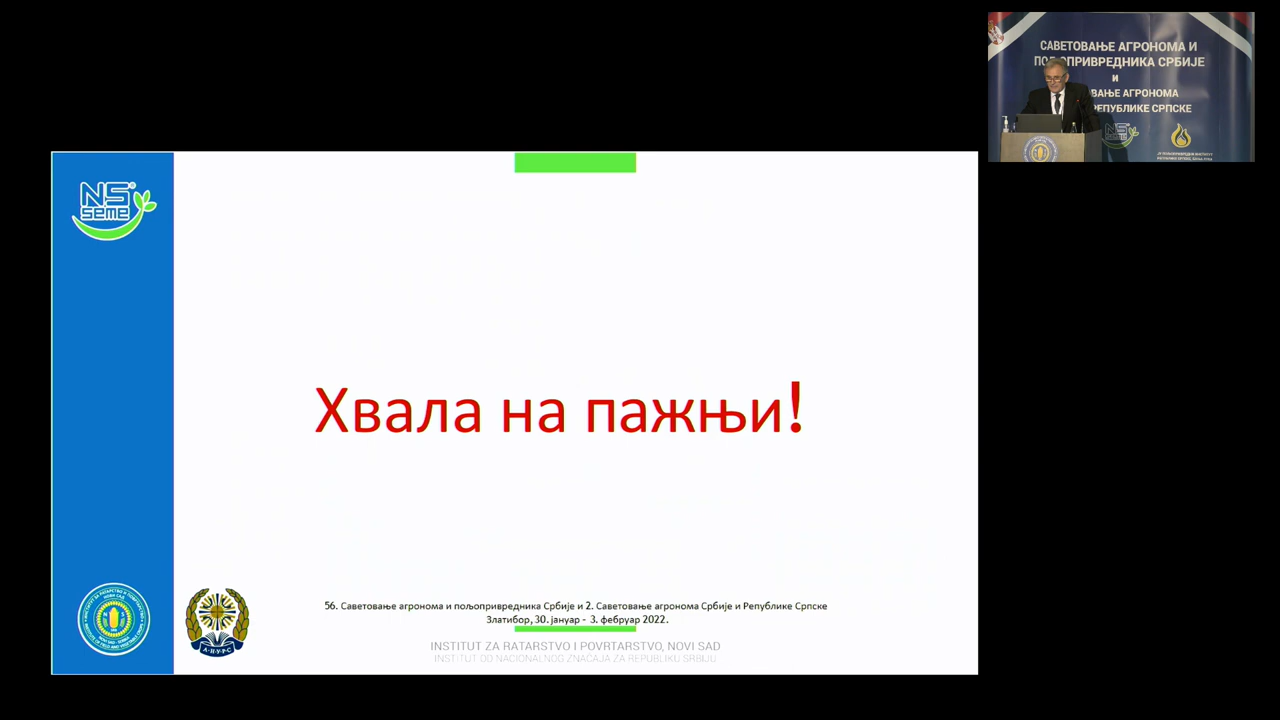 САВЕТОВАЊЕ АГРОНОМА И
ПОЉОПРИВРЕДНИКА СРБИЈЕ
и
ВАЊЕ АГРОНОМА
РЕПУБЛИКЕ СРПСКЕ
NS®
seme
Хвала на пажњи!
56. Саветовање агронома и пољопривредника Србије и 2. Саветовање агронома Србије и Републике Српске
Златибор, 30. јануар - 3. фебруар 2022.
INSTITUT ZA RATARSTVO I POVRTARSTVO, NOVI SAD
INSTITUT OD NACIONALNOG ZNAČAJA ZA REPUBLIKU SRBIJU
А·Н·У·Р·С